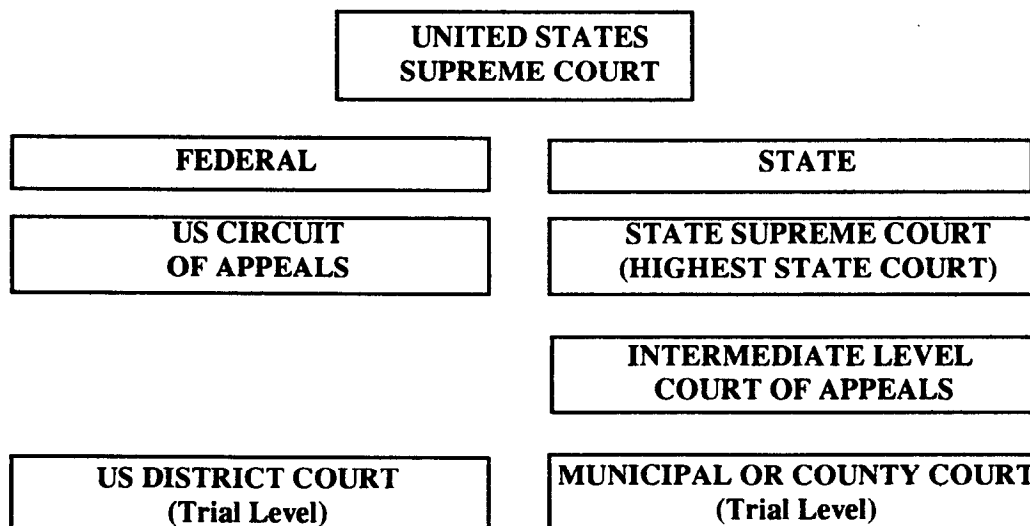 UNITED STATES
SUPREME COURT
FEDERAL
STATE
US CIRCUIT
OF APPEALS
STATE SUPREME COURT
(HIGHEST STATE COURT)
INTERMEDIATE LEVEL
COURT OF APPEALS
US DISTRICT COURT
(Trial Level)
MUNICIPAL OR COUNTY COURT
(Trial Level)